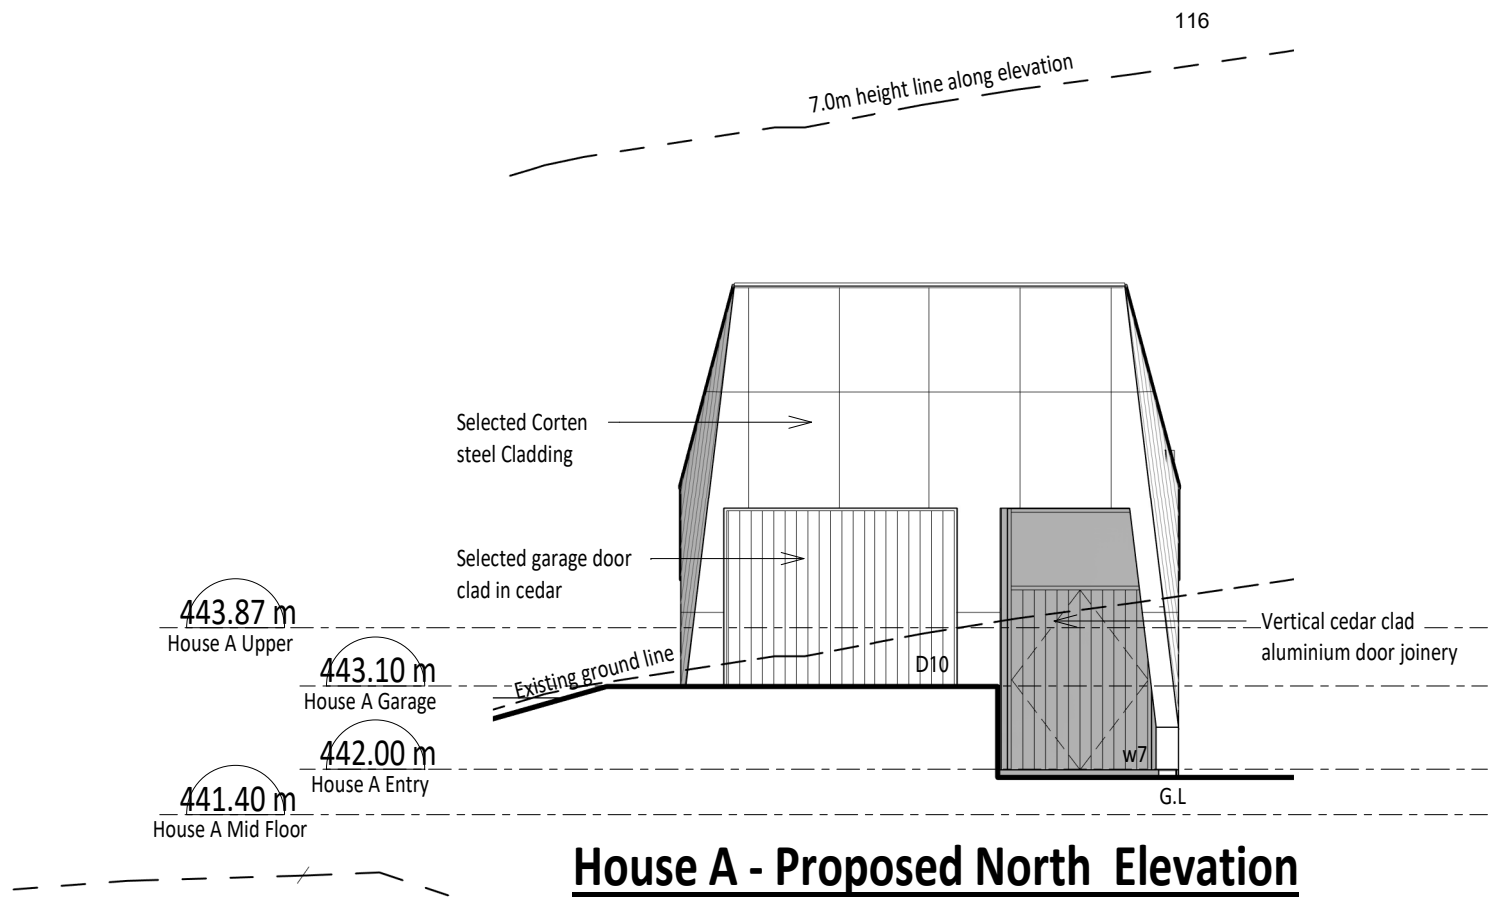 116
7.0m height line along elevation
Selected Corten
steel Cladding
Selected garage door
clad in cedar
443.87 m
House A Upper
Existing ground line
D10
Vertical cedar clad
aluminium door joinery
443.10 m
House A Garage
442.00 m
House A Entry
w7
441.40 m
House A Mid Floor
G.L
House A - Proposed North  Elevation